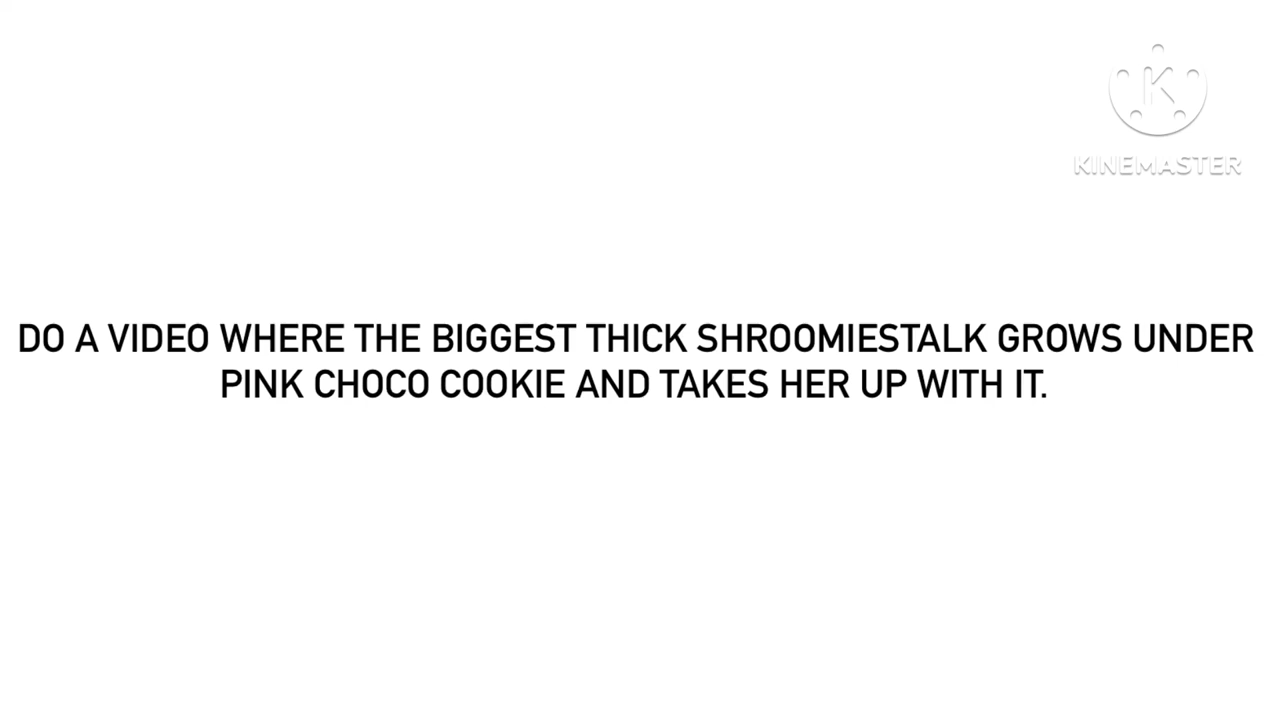 KINEMASTER
DO A VIDEO WHERE THE BIGGEST THICK SHROOMIESTALK GROWS UNDER
PINK CHOCO COOKIE AND TAKES HER UP WITH IT.